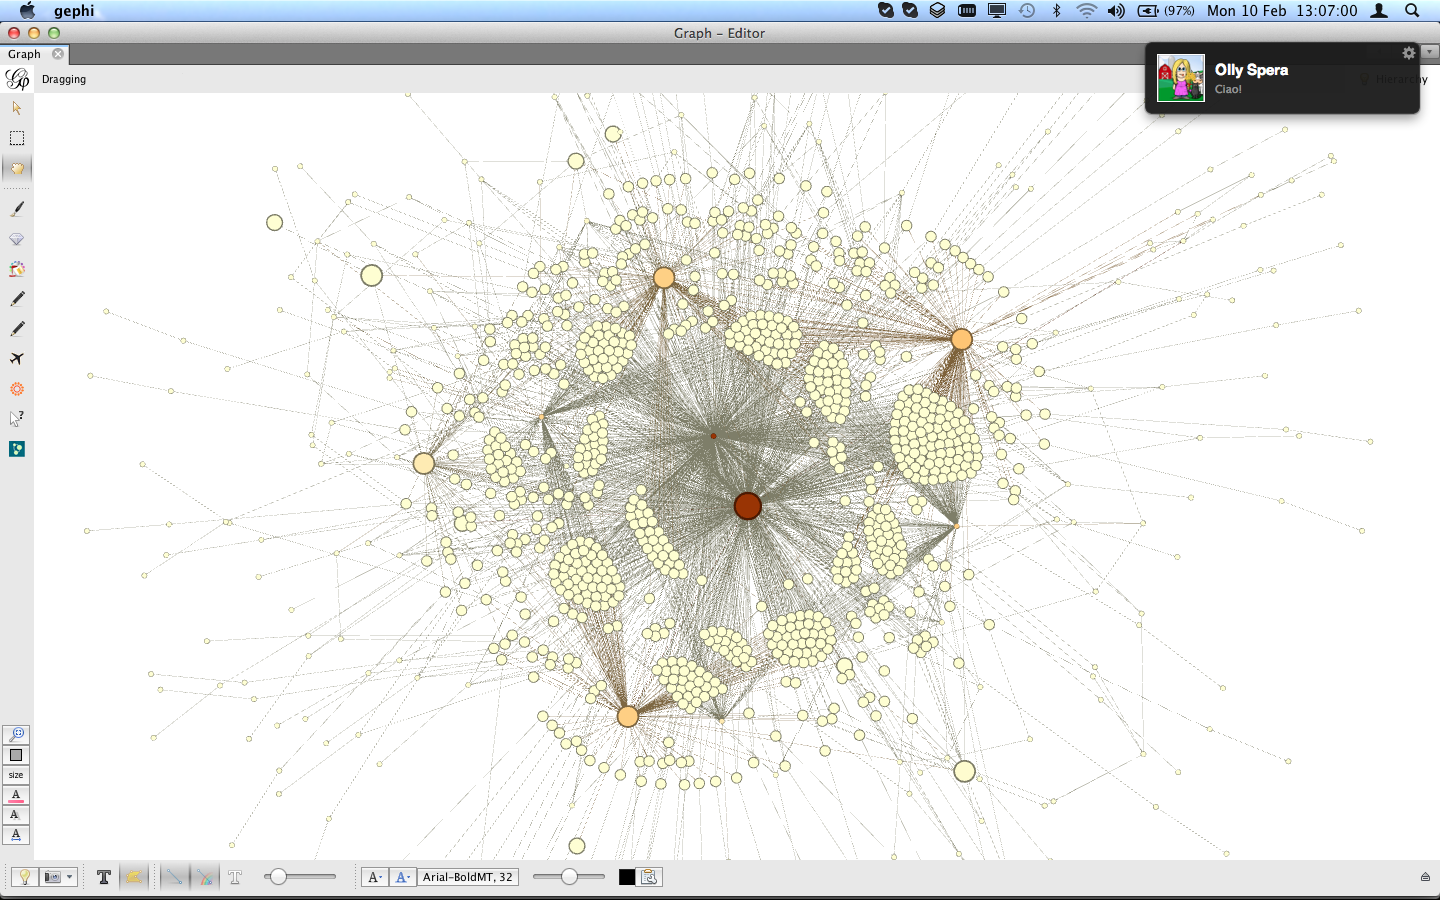 gephi
(97%) Mon 10 Feb 13:07:00
Graph - Editor
Graph
Dragging
Hierarchy
Olly Spera
Ciao!
?
size
A
A
A
T
T
A
A
Arial-BoldMT, 32